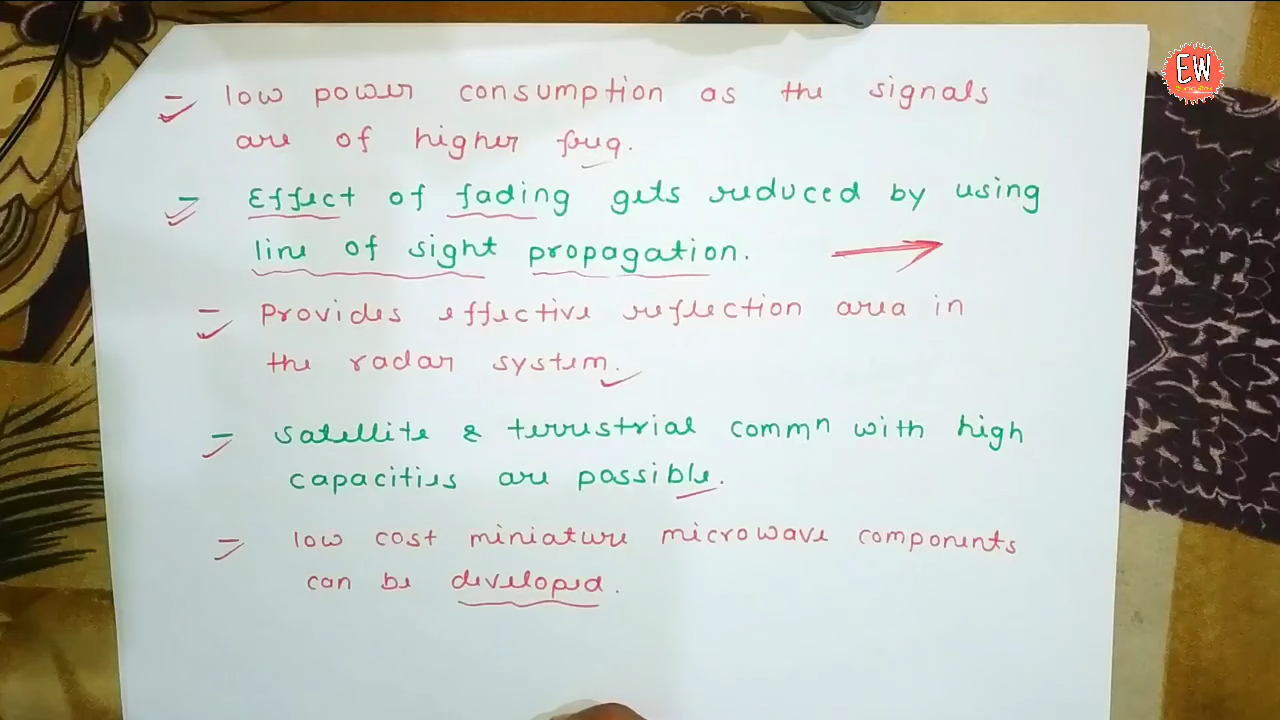 - low power consumption as the signals
are of higher freq.
- Effect of fading gets reduced by using
line of sight propagation.
- Provides effective reflection area in
the radar system.
- Satellite & terrestrial commn with high
capacities are possible.
- low cost miniature microwave components
can be developed.
EW